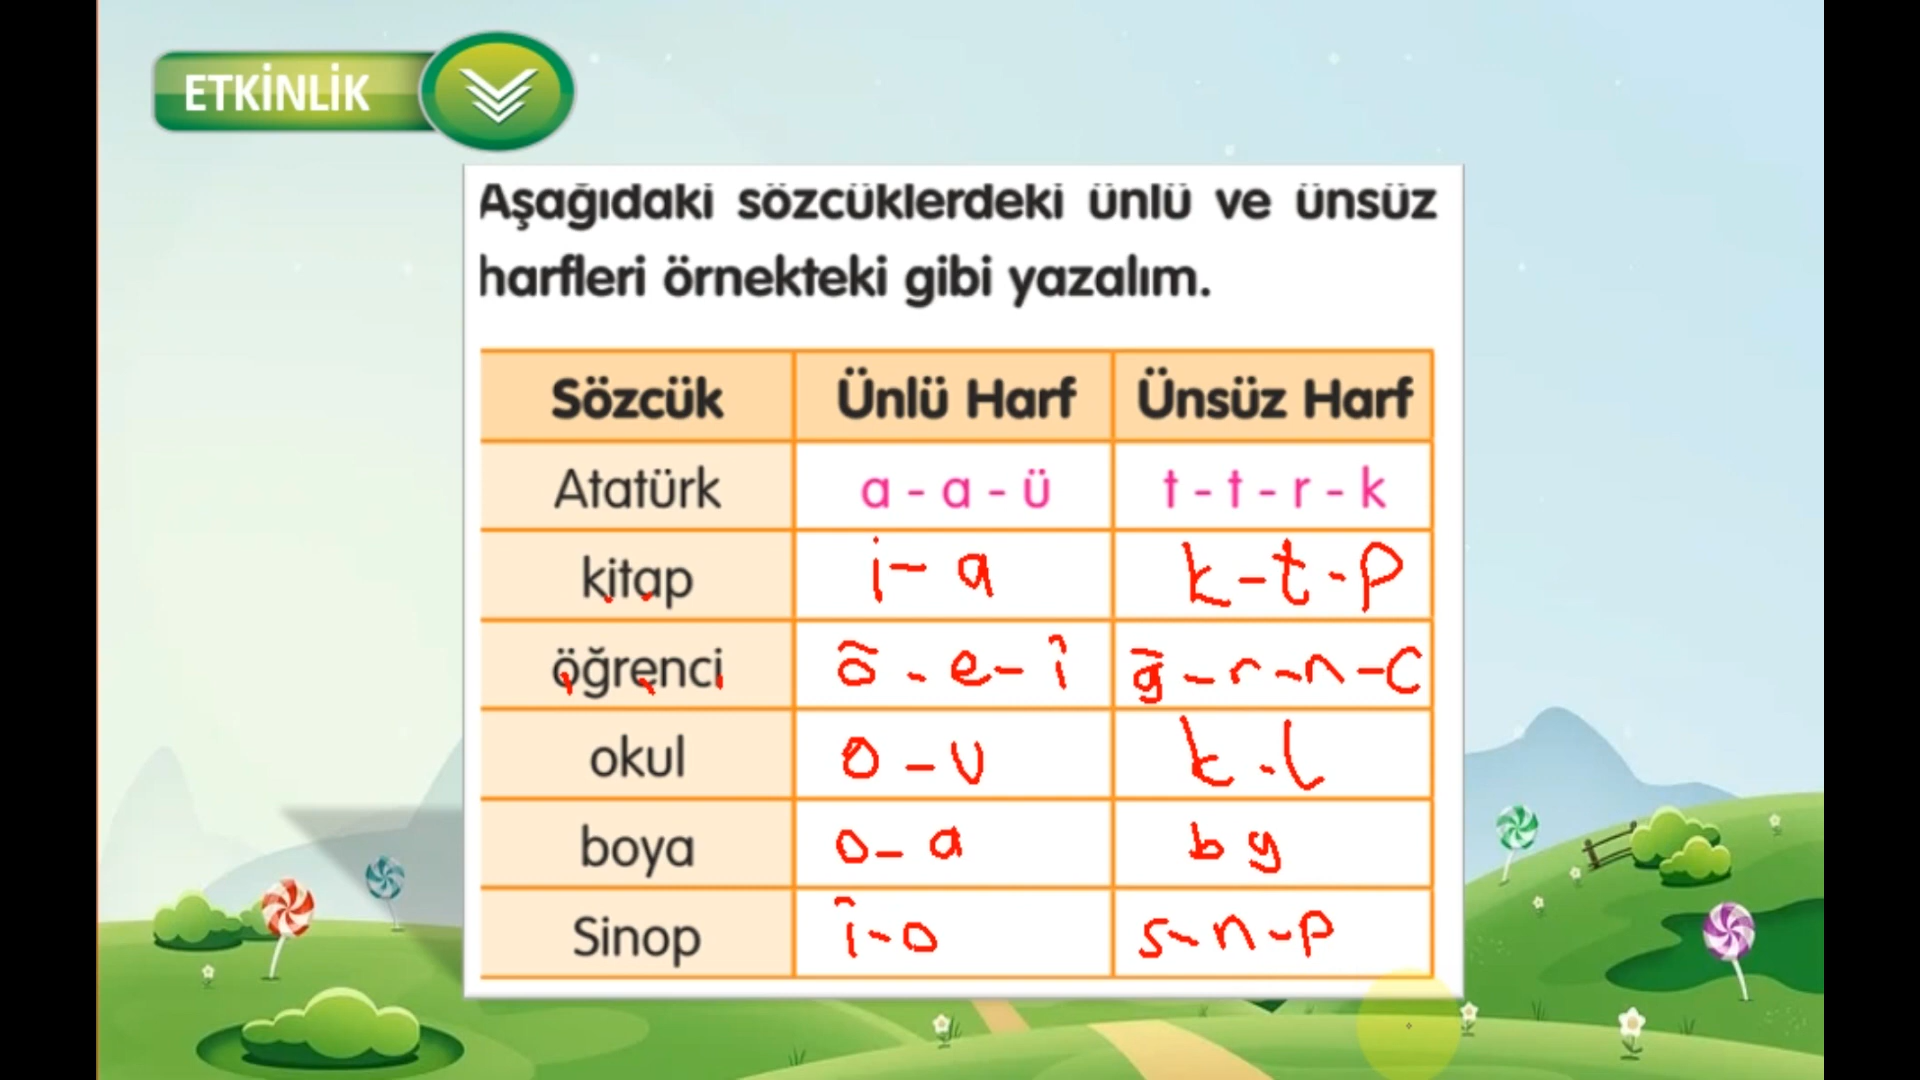 ETKİNLİK
Aşağıdaki sözcüklerdeki ünlü ve ünsüz
harfleri örnekteki gibi yazalım.
Sözcük Ünlü Harf Ünsüz Harf
Atatürk a - a - ü t - t - r - k
kitap i - a k - t - p
öğrenci ö - e - i ğ - r - n - c
okul o - u k - l
boya o - a b y
Sinop i - o s - n - p